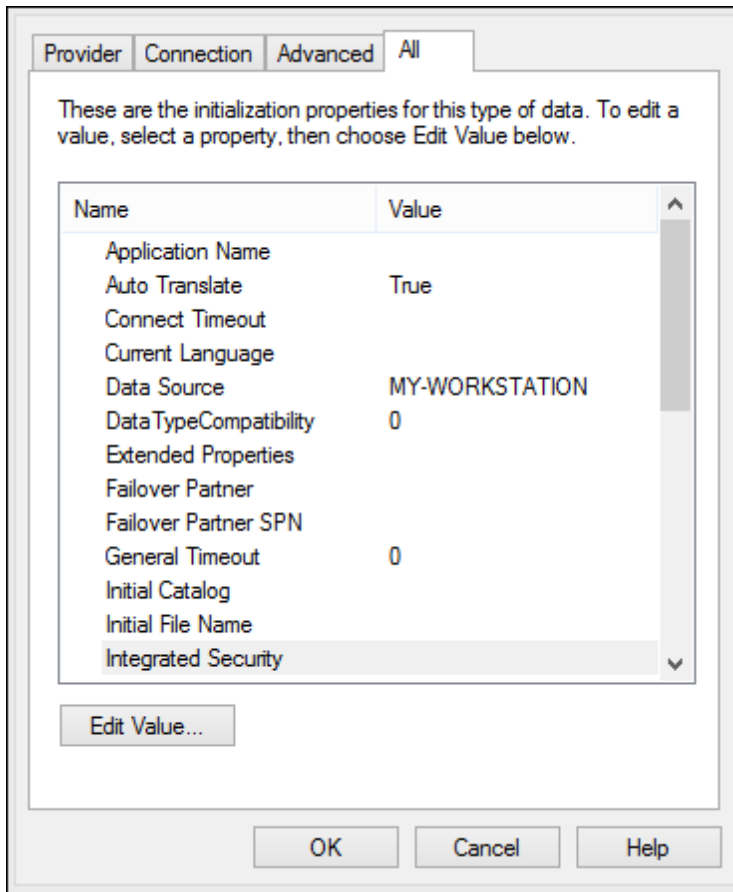 Provider Connection Advanced All
These are the initialization properties for this type of data. To edit a
value, select a property, then choose Edit Value below.
Name Value
Application Name
Auto Translate True
Connect Timeout
Current Language
Data Source MY-WORKSTATION
DataTypeCompatibility 0
Extended Properties
Failover Partner
Failover Partner SPN
General Timeout 0
Initial Catalog
Initial File Name
Integrated Security
Edit Value...
OK Cancel Help